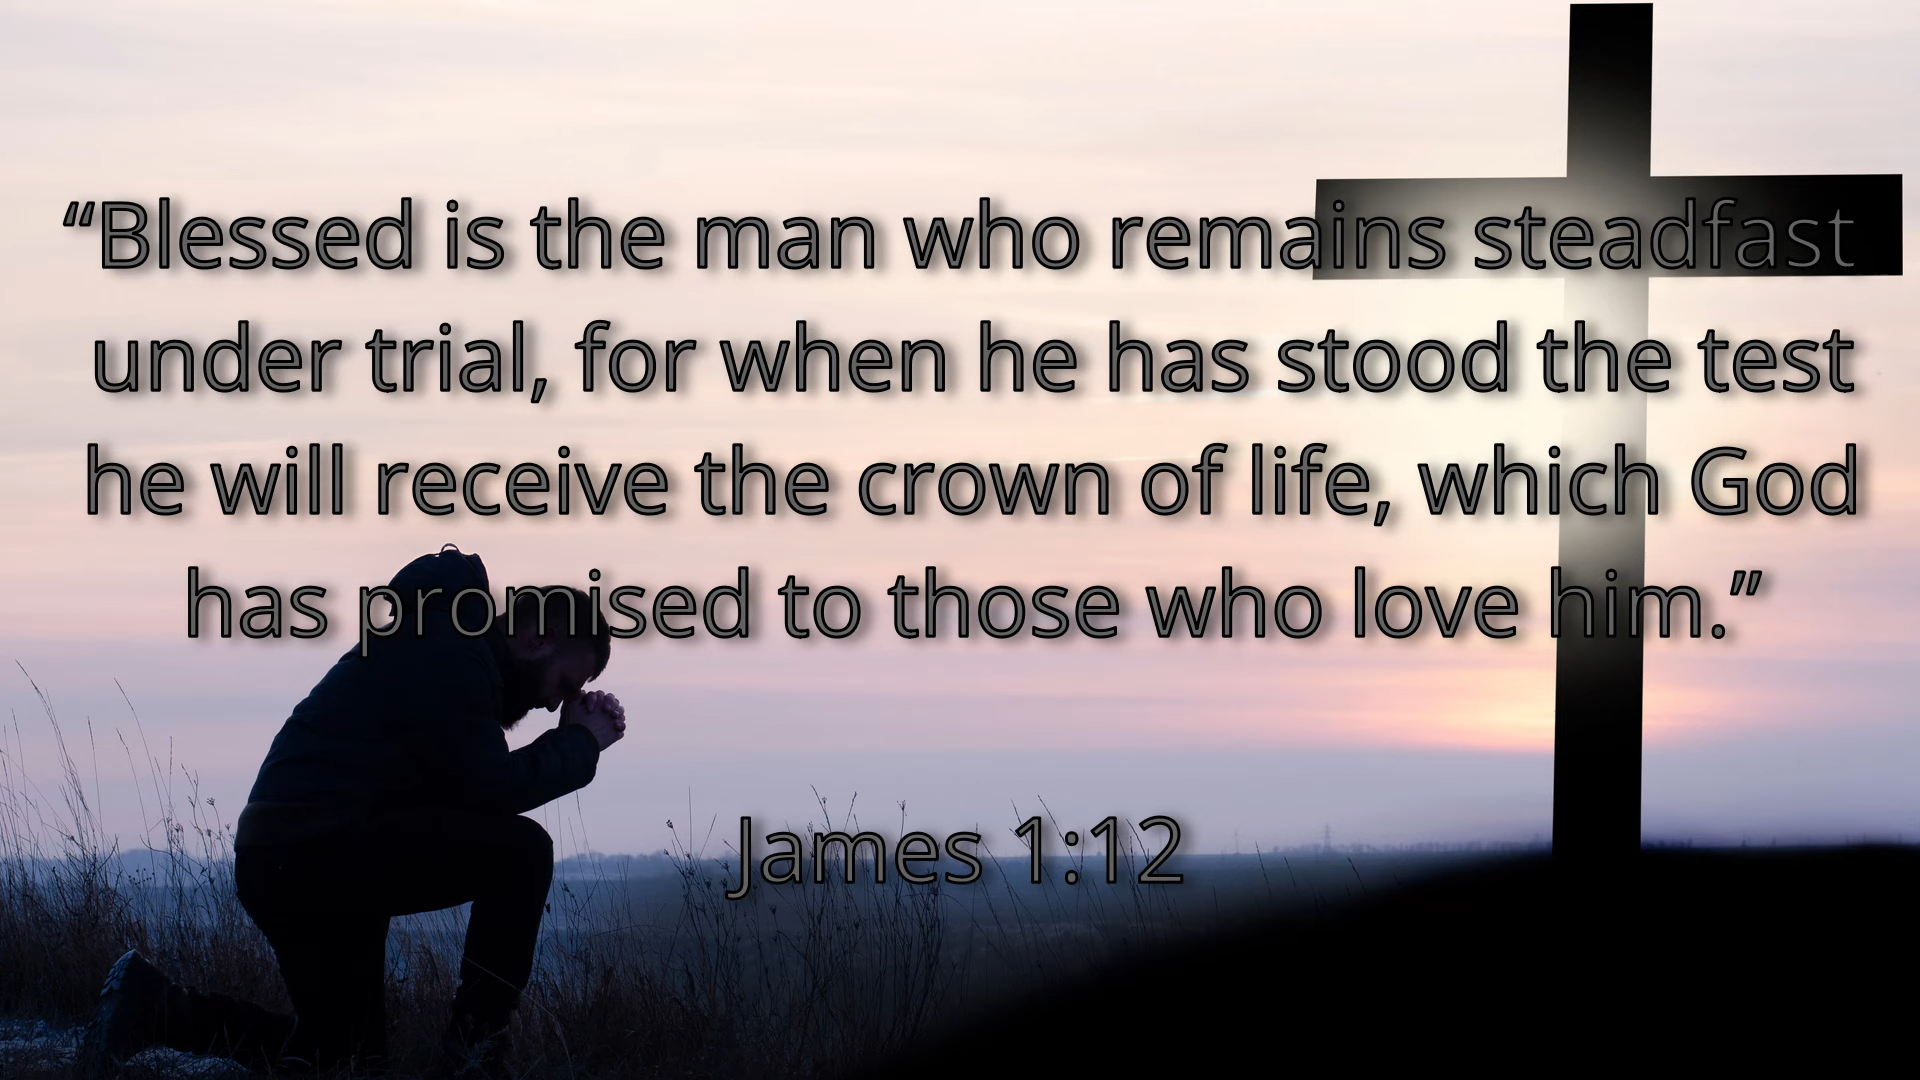 “Blessed is the man who remains steadfast
under trial, for when he has stood the test
he will receive the crown of life, which God
has promised to those who love him.”
James 1:12